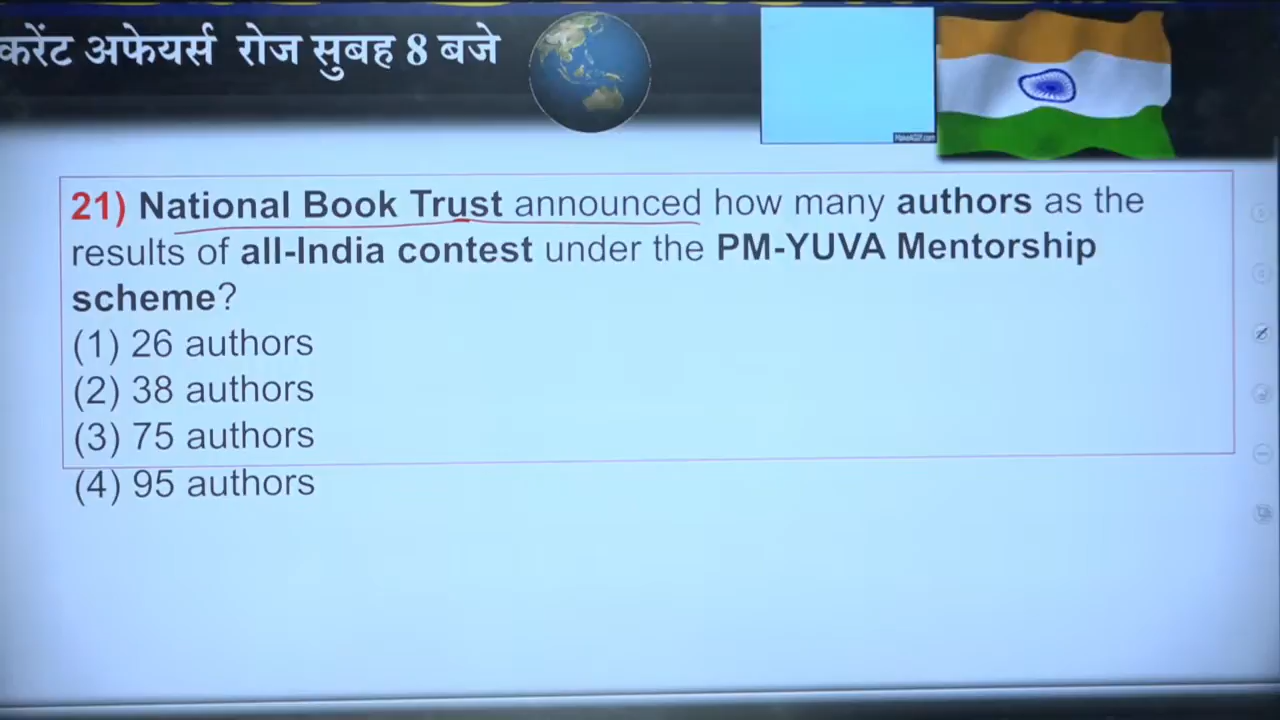 करेंट अफेयर्स रोज सुबह 8 बजे
21) National Book Trust announced how many authors as the
results of all-India contest under the PM-YUVA Mentorship
scheme?
(1) 26 authors
(2) 38 authors
(3) 75 authors
(4) 95 authors